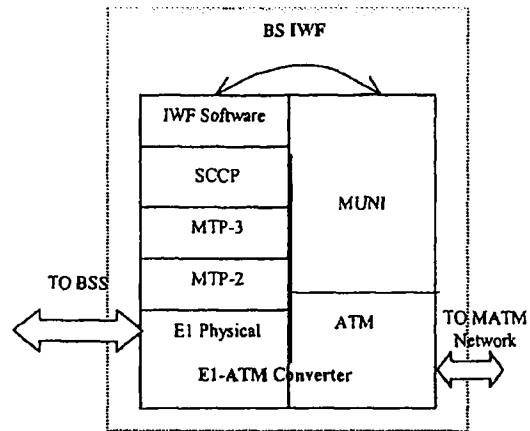 BS IWF
IWF Software
SCCP
MUNI
MTP-3
MTP-2
TO BSS
E1 Physical
ATM
TO MATM
Network
E1-ATM Converter